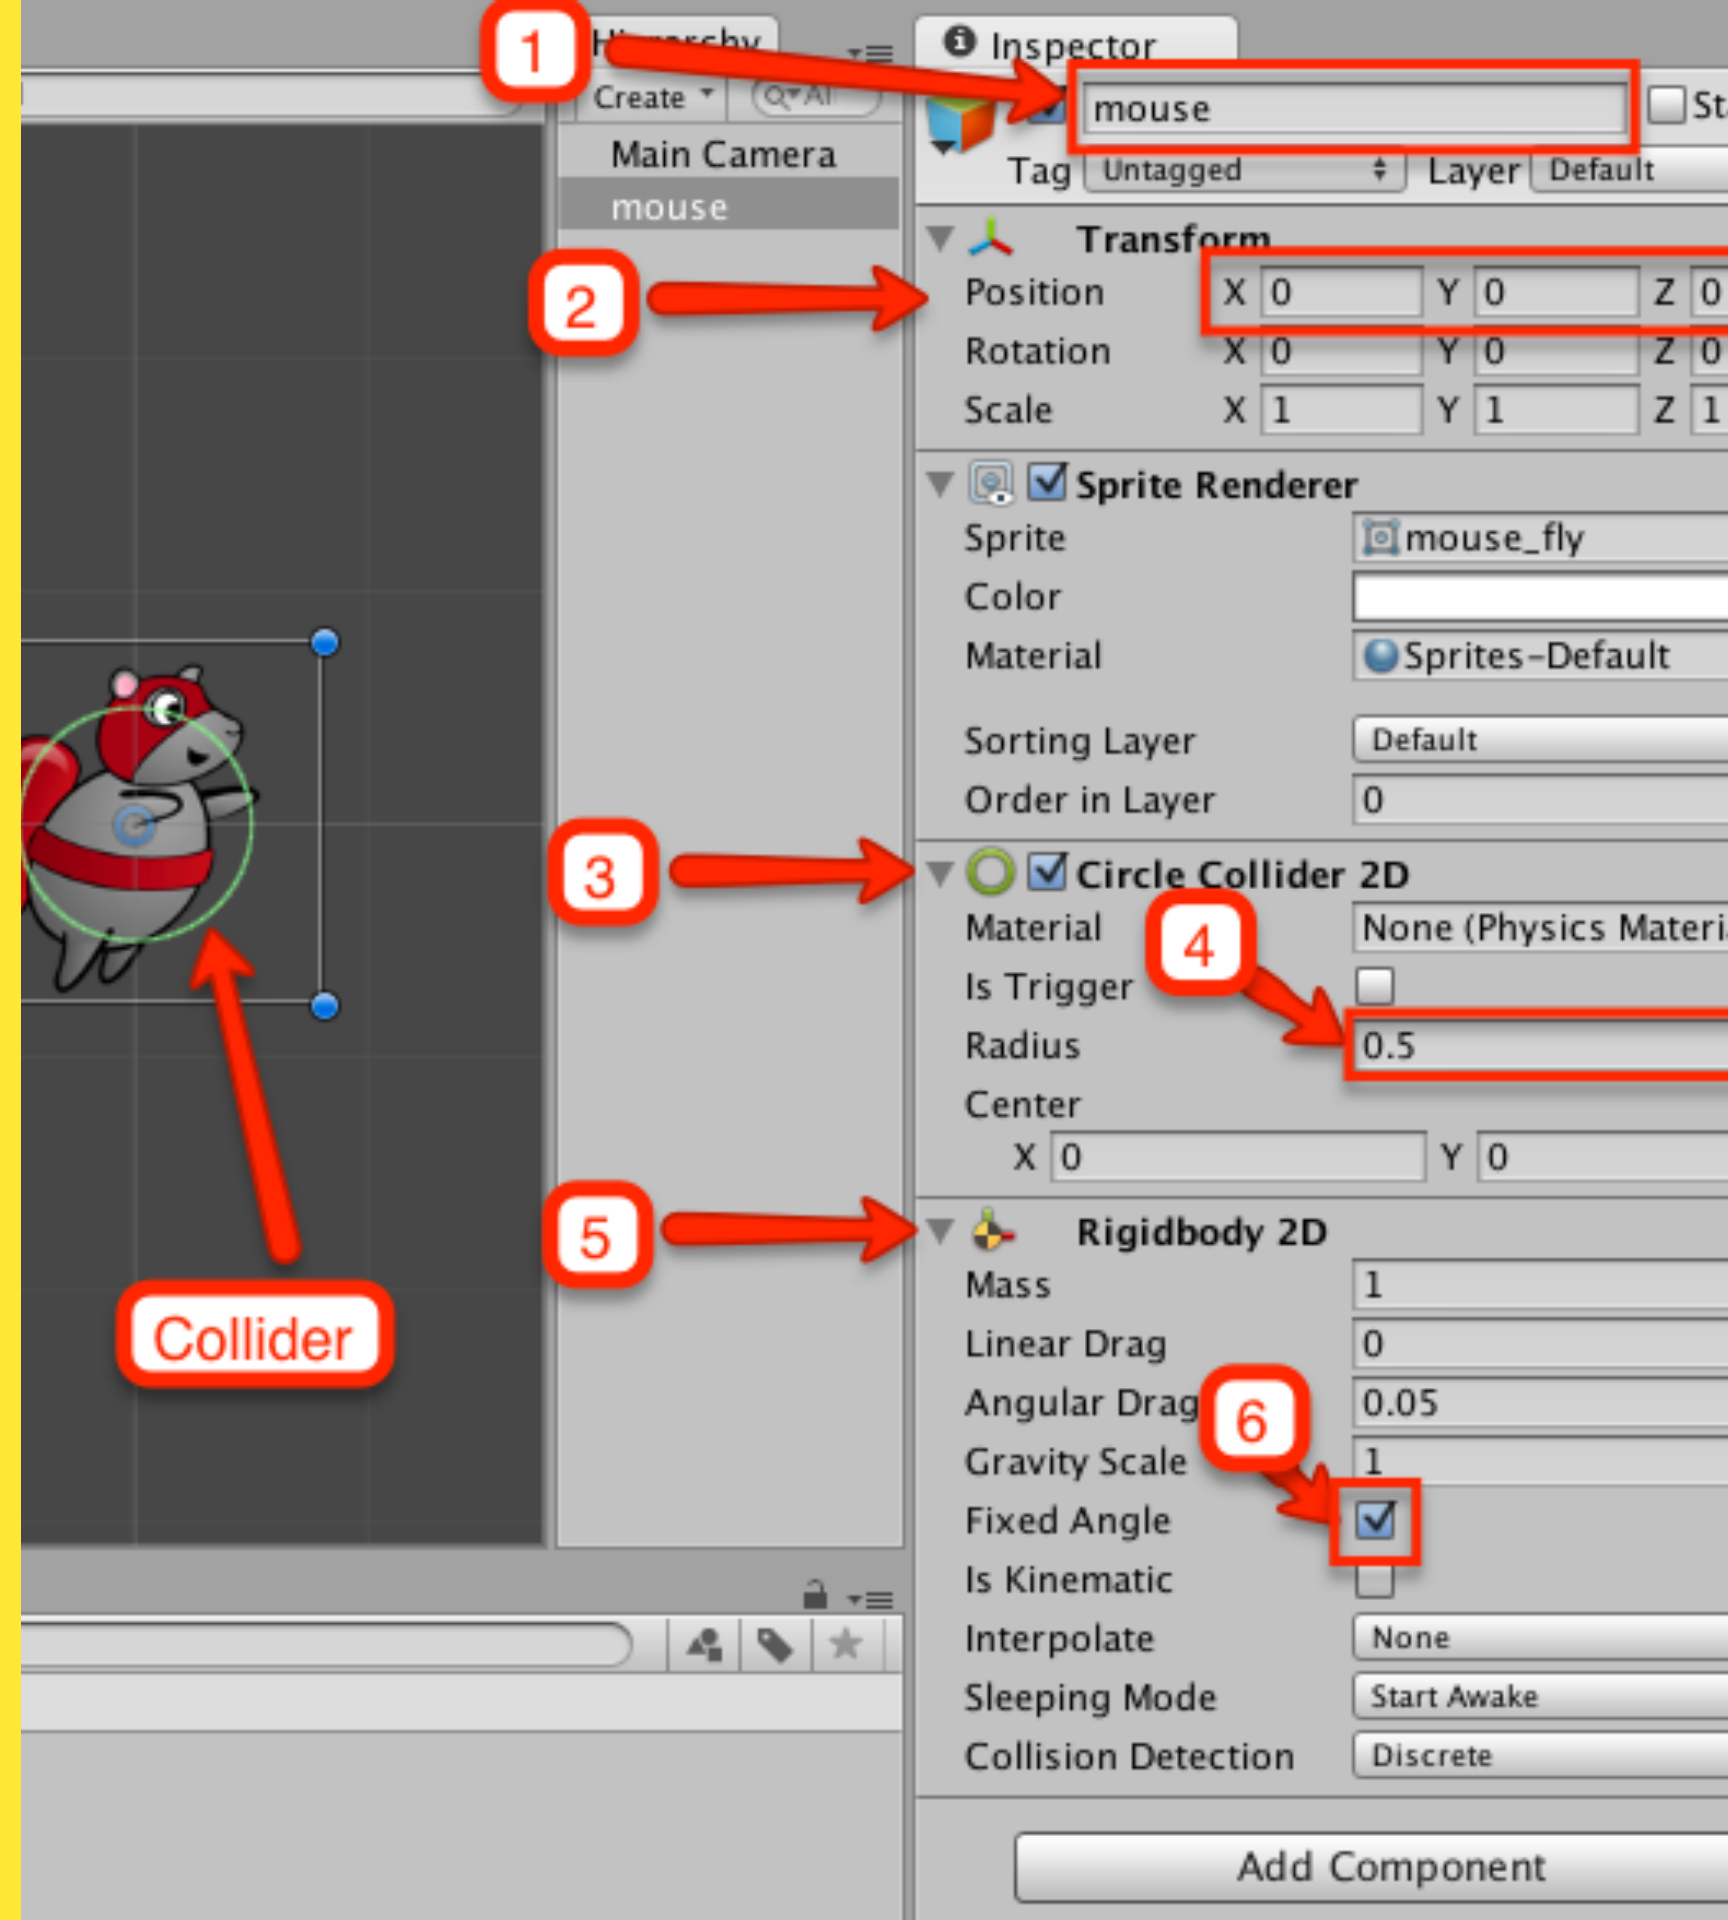 1
Hierarchy
Inspector
Create
All
mouse
Main Camera
Tag Untagged Layer Default
mouse
Transform
2
Position X 0 Y 0 Z 0
Rotation X 0 Y 0 Z 0
Scale X 1 Y 1 Z 1
Sprite Renderer
Sprite mouse_fly
Color
Material Sprites-Default
Sorting Layer Default
Order in Layer 0
3
Circle Collider 2D
Material None (Physics
4
Is Trigger
Radius 0.5
Center
X 0 Y 0
5
Rigidbody 2D
Mass 1
Collider
Linear Drag 0
Angular Drag 0.05
6
Gravity Scale 1
Fixed Angle
Is Kinematic
Interpolate None
Sleeping Mode Start Awake
Collision Detection Discrete
Add Component